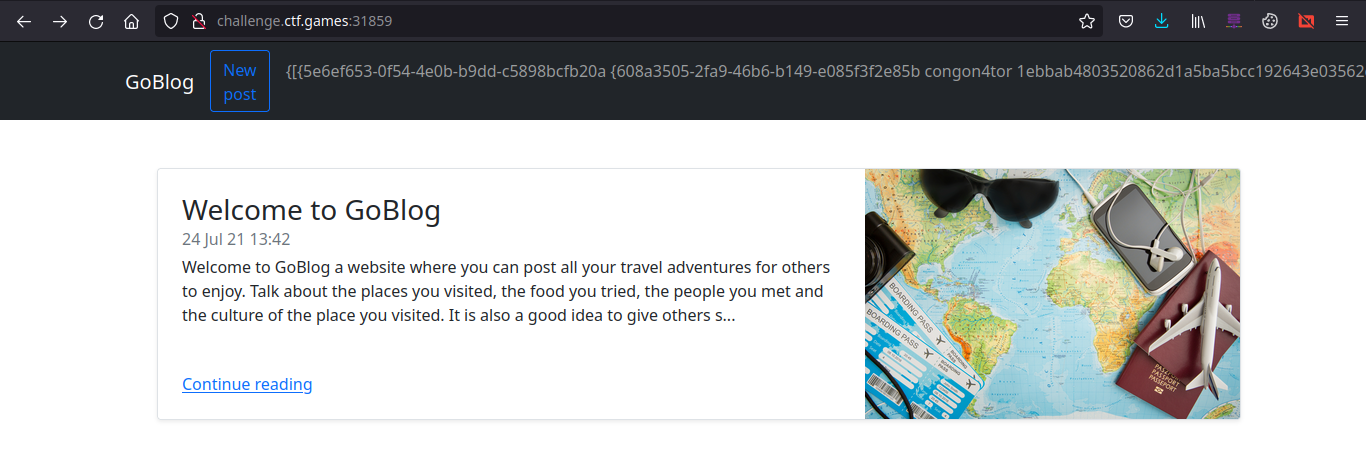 challenge.ctf.games:31859
GoBlog
New
post
{[{5e6ef653-0f54-4e0b-b9dd-c5898bcfb20a {608a3505-2fa9-46b6-b149-e085f3f2e85b congon4tor 1ebbab4803520862d1a5ba5bcc192643e03562
Welcome to GoBlog
24 Jul 21 13:42
Welcome to GoBlog a website where you can post all your travel adventures for others
to enjoy. Talk about the places you visited, the food you tried, the people you met and
the culture of the place you visited. It is also a good idea to give others s...
Continue reading
BOARDING PASS
BOARDING PASS
PASSPORT